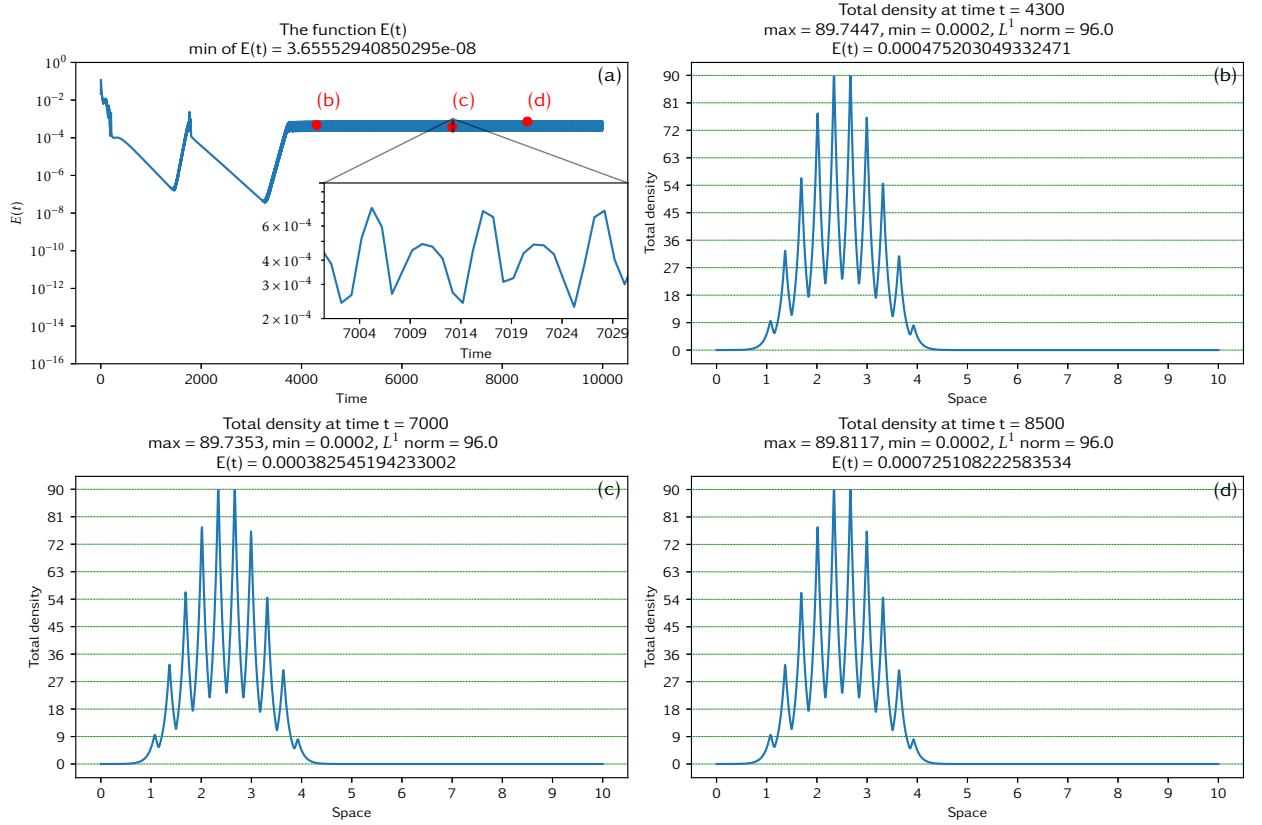 The function E(t)
min of E(t) = 3.65552940850295e-08
(a)
(b)
(c)
(d)
10⁰
10⁻²
10⁻⁴
10⁻⁶
10⁻⁸
10⁻¹⁰
10⁻¹²
10⁻¹⁴
10⁻¹⁶
E(t)
6×10⁻⁴
4×10⁻⁴
3×10⁻⁴
2×10⁻⁴
7004 7009 7014 7019 7024 7029
Time
0 2000 4000 6000 8000 10000
Time
Total density at time t = 4300
max = 89.7447, min = 0.0002, L¹ norm = 96.0
E(t) = 0.000475203049332471
(b)
90
81
72
63
54
45
36
27
18
9
0
Total density
0 1 2 3 4 5 6 7 8 9 10
Space
Total density at time t = 7000
max = 89.7353, min = 0.0002, L¹ norm = 96.0
E(t) = 0.000382545194233002
(c)
90
81
72
63
54
45
36
27
18
9
0
Total density
0 1 2 3 4 5 6 7 8 9 10
Space
Total density at time t = 8500
max = 89.8117, min = 0.0002, L¹ norm = 96.0
E(t) = 0.000725108222583534
(d)
90
81
72
63
54
45
36
27
18
9
0
Total density
0 1 2 3 4 5 6 7 8 9 10
Space